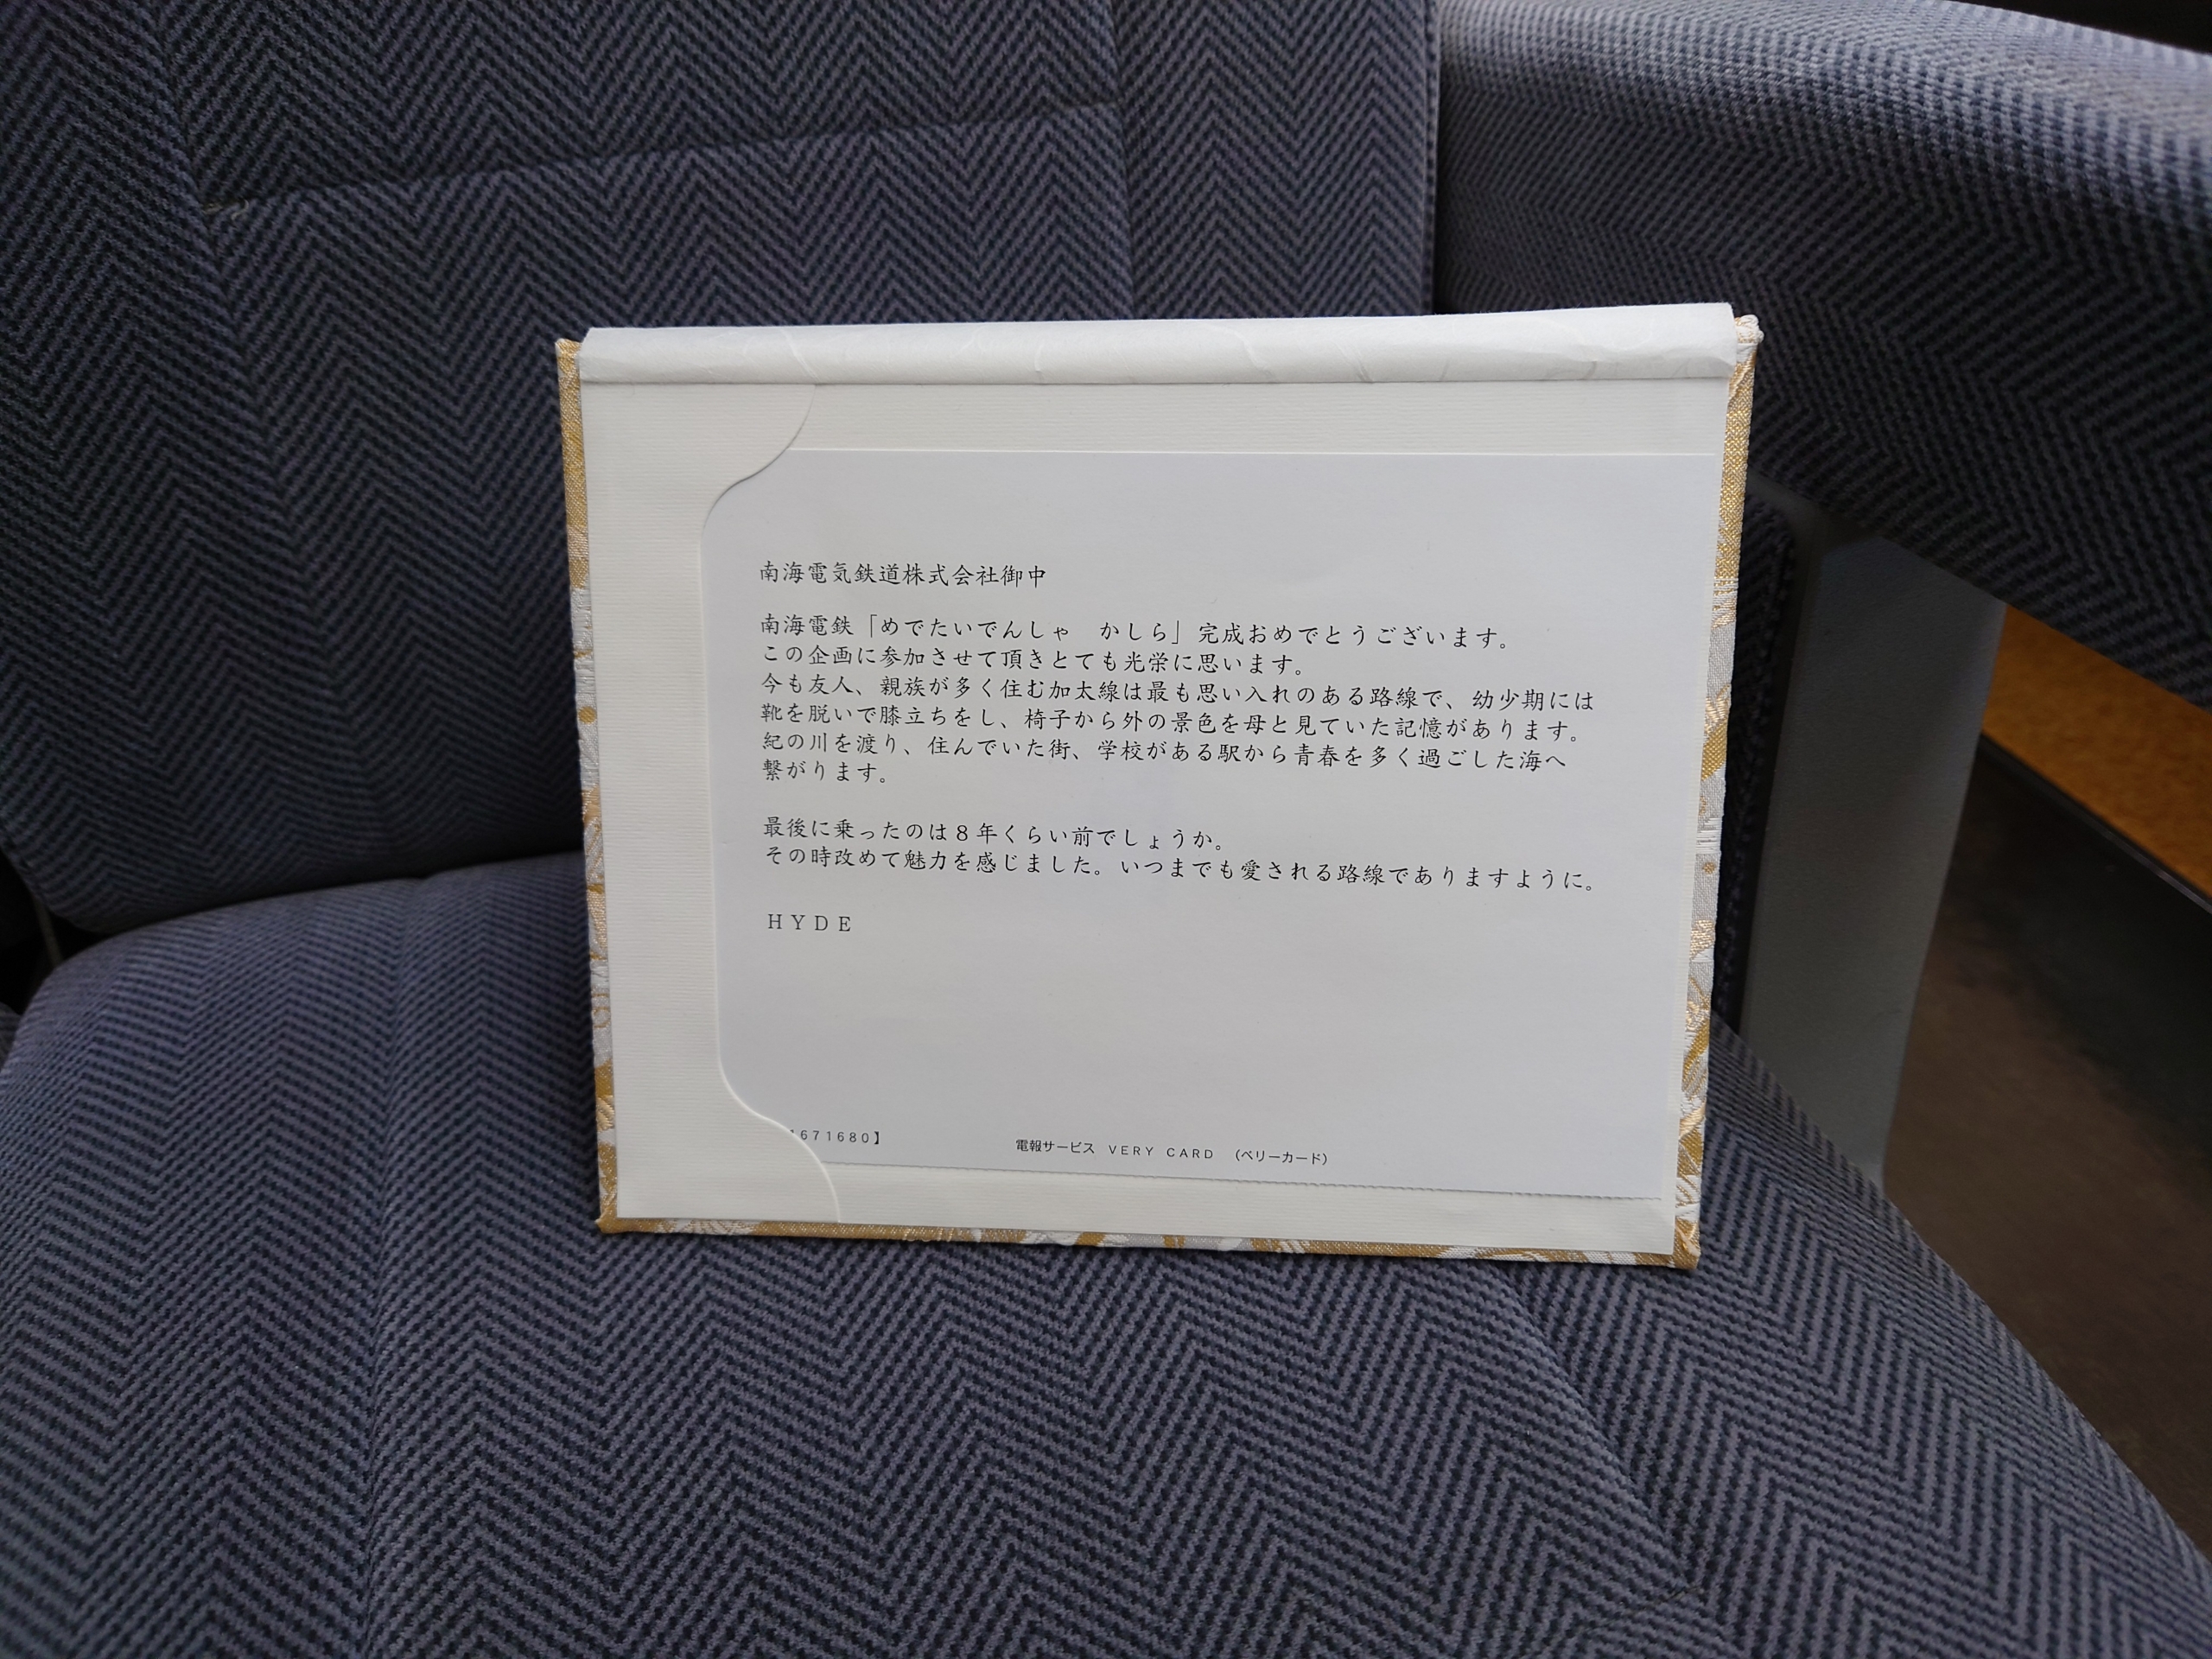 南海電気鉄道株式会社御中
南海電鉄「めでたいでんしゃ　かしら」完成おめでとうございます。
この企画に参加させて頂きとても光栄に思います。
今も友人、親族が多く住む加太線は最も思い入れのある路線で、幼少期には
靴を脱いで膝立ちをし、椅子から外の景色を母と見ていた記憶があります。
紀の川を渡り、住んでいた街、学校がある駅から青春を多く過ごした海へ
繋がります。
最後に乗ったのは８年くらい前でしょうか。
その時改めて魅力を感じました。いつまでも愛される路線でありますように。
ＨＹＤＥ
671680】
電報サービス　VERY CARD　（ベリーカード）